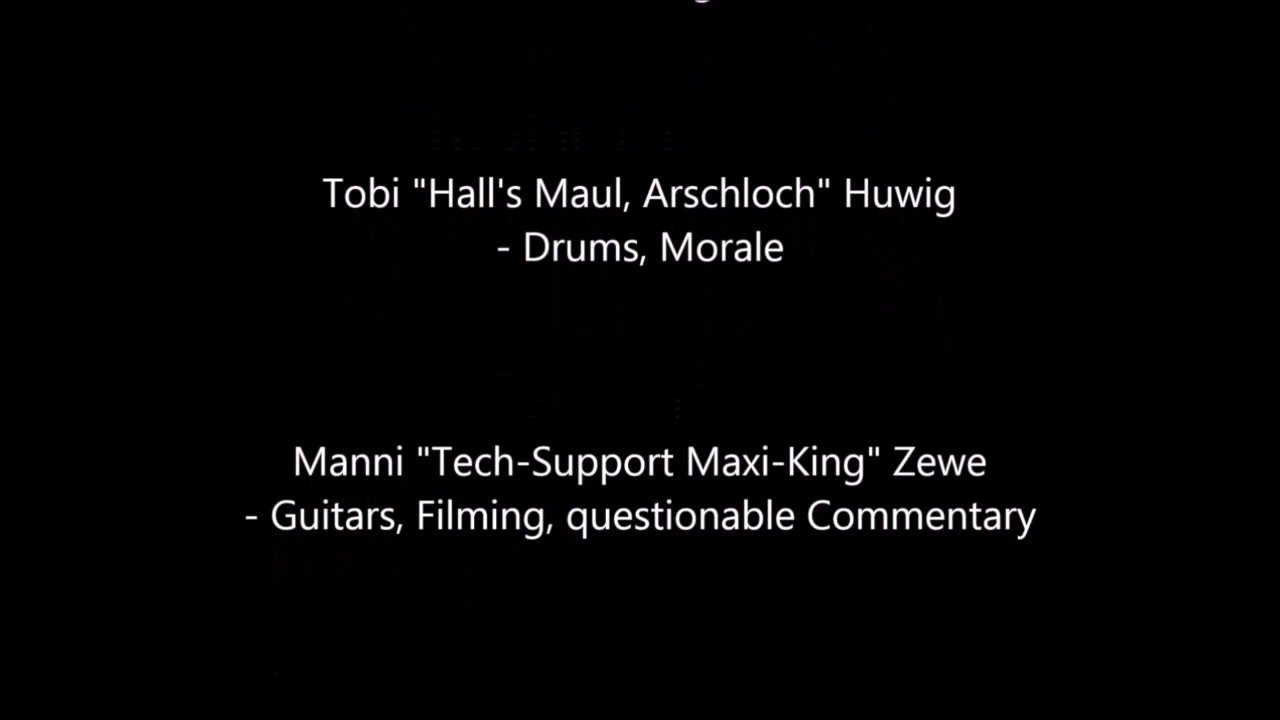 Tobi "Hall's Maul, Arschloch" Huwig
- Drums, Morale
Manni "Tech-Support Maxi-King" Zewe
- Guitars, Filming, questionable Commentary